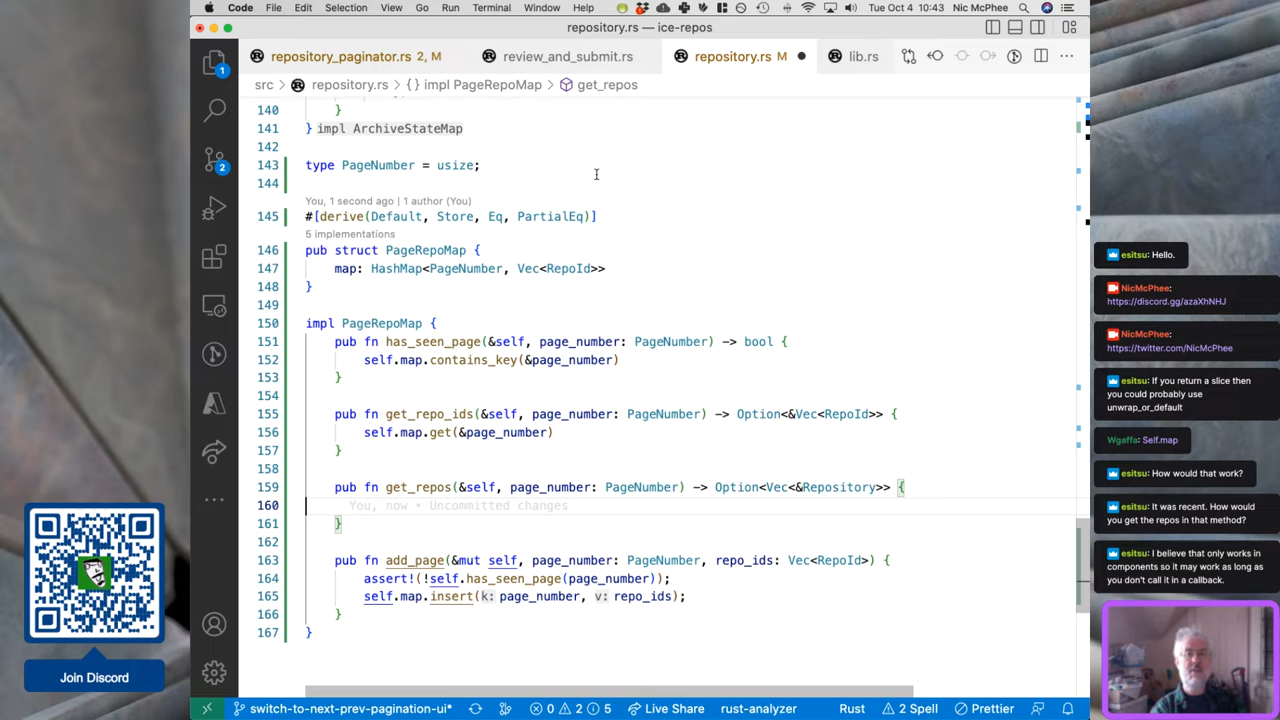 Code File Edit Selection View Go Run Terminal Window Help Tue Oct 4 10:43 Nic McPhee
repository.rs — ice-repos
repository_paginator.rs 2, M review_and_submit.rs repository.rs M lib.rs
src repository.rs {} impl PageRepoMap get_repos
140 }
141 } impl ArchiveStateMap
142
143 type PageNumber = usize;
144
You, 1 second ago | 1 author (You)
145 #[derive(Default, Store, Eq, PartialEq)]
5 implementations
146 pub struct PageRepoMap {
147 map: HashMap<PageNumber, Vec<RepoId>>
148 }
149
150 impl PageRepoMap {
151 pub fn has_seen_page(&self, page_number: PageNumber) -> bool {
152 self.map.contains_key(&page_number)
153 }
154
155 pub fn get_repo_ids(&self, page_number: PageNumber) -> Option<&Vec<RepoId>> {
156 self.map.get(&page_number)
157 }
158
159 pub fn get_repos(&self, page_number: PageNumber) -> Option<Vec<&Repository>> {
160 You, now • Uncommitted changes
161 }
162
163 pub fn add_page(&mut self, page_number: PageNumber, repo_ids: Vec<RepoId>) {
164 assert!(!self.has_seen_page(page_number));
165 self.map.insert(k: page_number, v: repo_ids);
166 }
167 }
1
2
switch-to-next-prev-pagination-ui* 0 2 5 Live Share rust-analyzer Rust 2 Spell Prettier
Join Discord
esitsu: Hello.
NicMcPhee:
https://discord.gg/azaXhNHJ
NicMcPhee:
https://twitter.com/NicMcPhee
esitsu: If you return a slice then
you could probably use
unwrap_or_default
Wgaffa: Self.map
esitsu: How would that work?
esitsu: It was recent. How would
you get the repos in that method?
esitsu: I believe that only works in
components so it may work as long as
you don't call it in a callback.